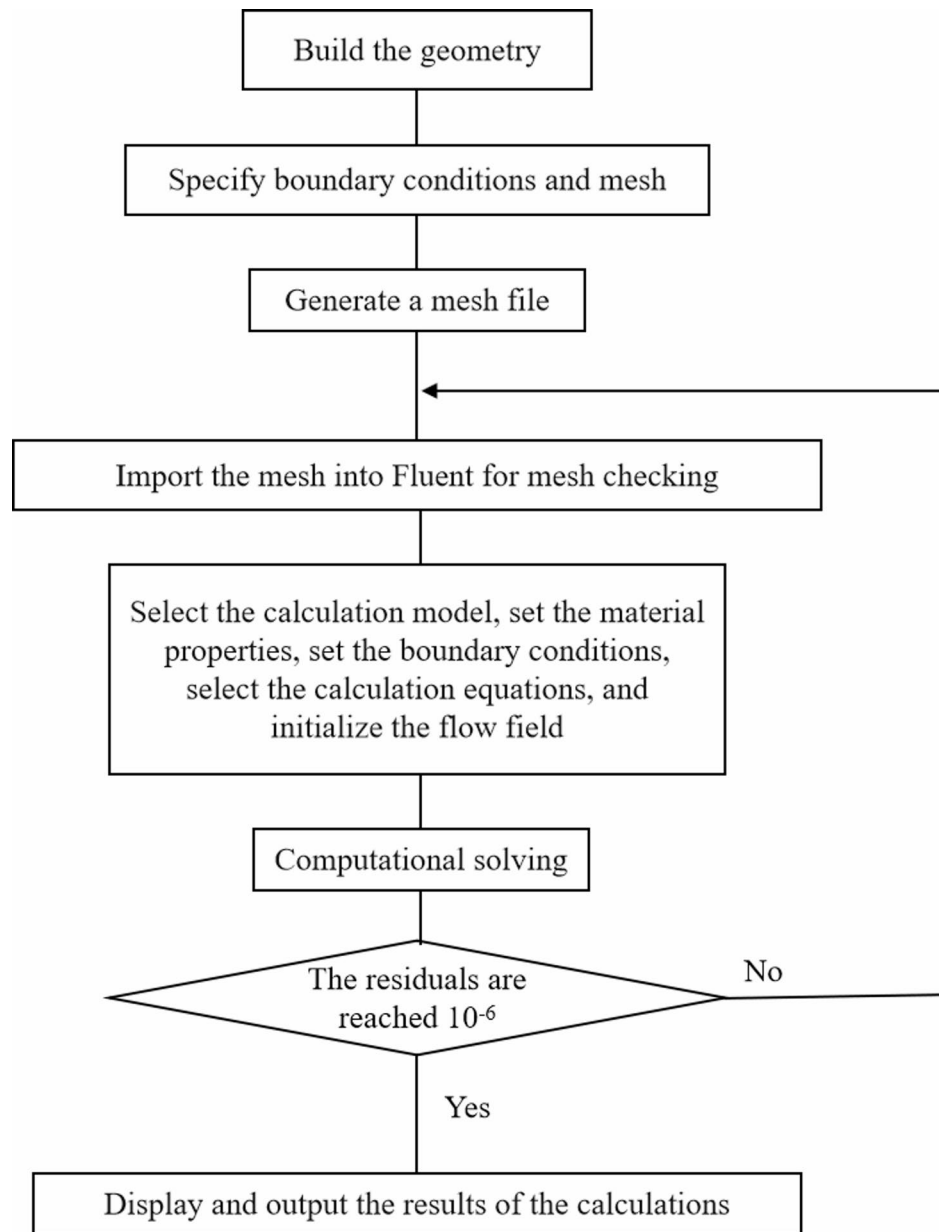 Build the geometry
Specify boundary conditions and mesh
Generate a mesh file
Import the mesh into Fluent for mesh checking
Select the calculation model, set the material
properties, set the boundary conditions,
select the calculation equations, and
initialize the flow field
Computational solving
The residuals are
reached 10⁻⁶
No
Yes
Display and output the results of the calculations